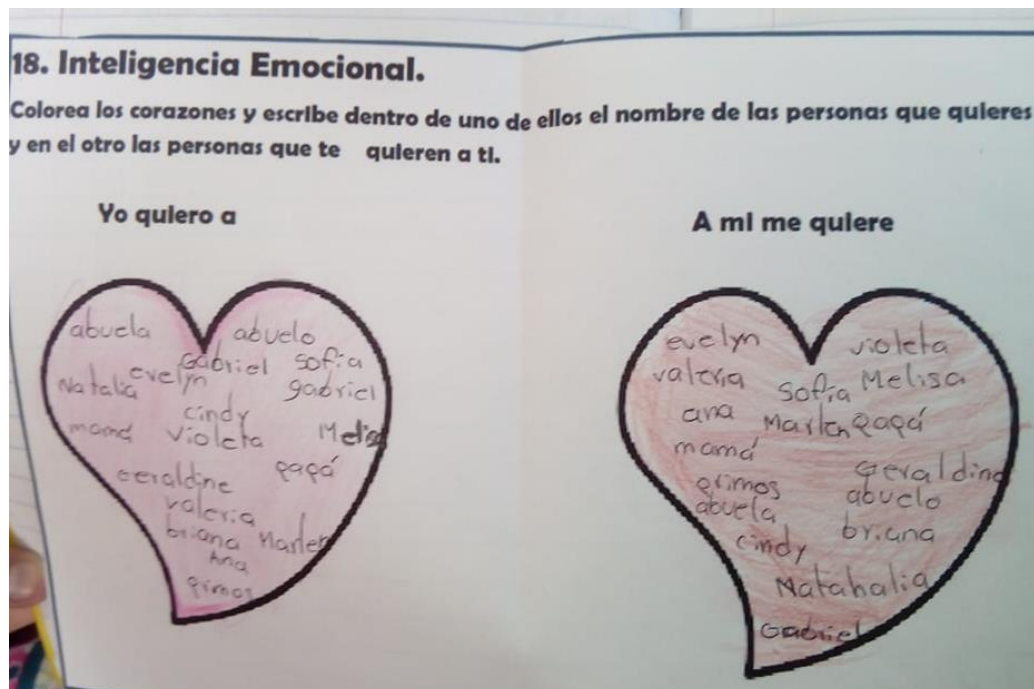 18. Inteligencia Emocional.
Colorea los corazones y escribe dentro de uno de ellos el nombre de las personas que quieres
y en el otro las personas que te quieren a ti.
Yo quiero a
abuela abuelo
Gabriel Sofia
Natalia evelyn gabriel
cindy
mamá violeta Melisa
Geraldine papá
valeria
briana Marlen
Ana
primos
A mi me quiere
evelyn violeta
valeria Sofia Melisa
ana Marlen papá
mamá
primos Geraldine
abuela abuelo
cindy briana
Natahalia
Gabriel